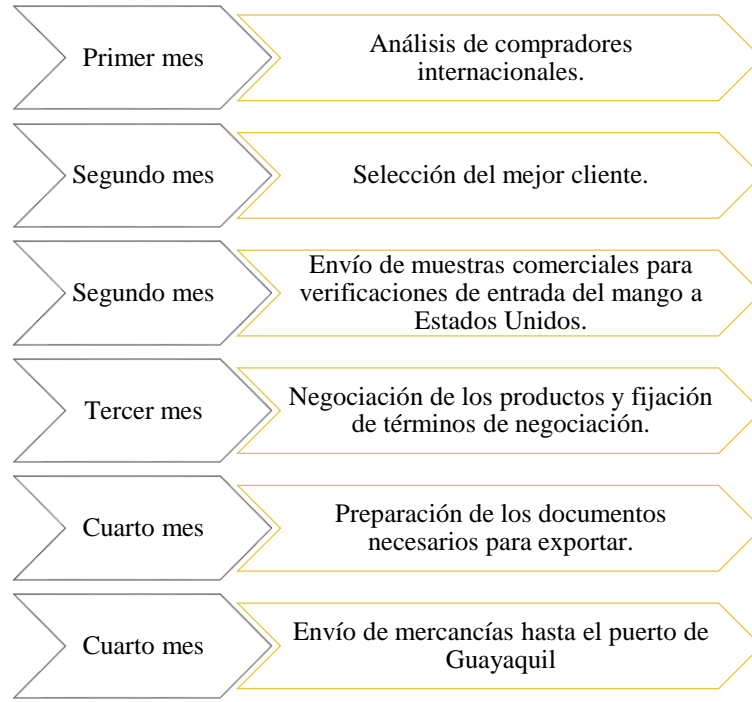 Primer mes
Análisis de compradores
internacionales.
Segundo mes
Selección del mejor cliente.
Segundo mes
Envío de muestras comerciales para
verificaciones de entrada del mango a
Estados Unidos.
Tercer mes
Negociación de los productos y fijación
de términos de negociación.
Cuarto mes
Preparación de los documentos
necesarios para exportar.
Cuarto mes
Envío de mercancías hasta el puerto de
Guayaquil